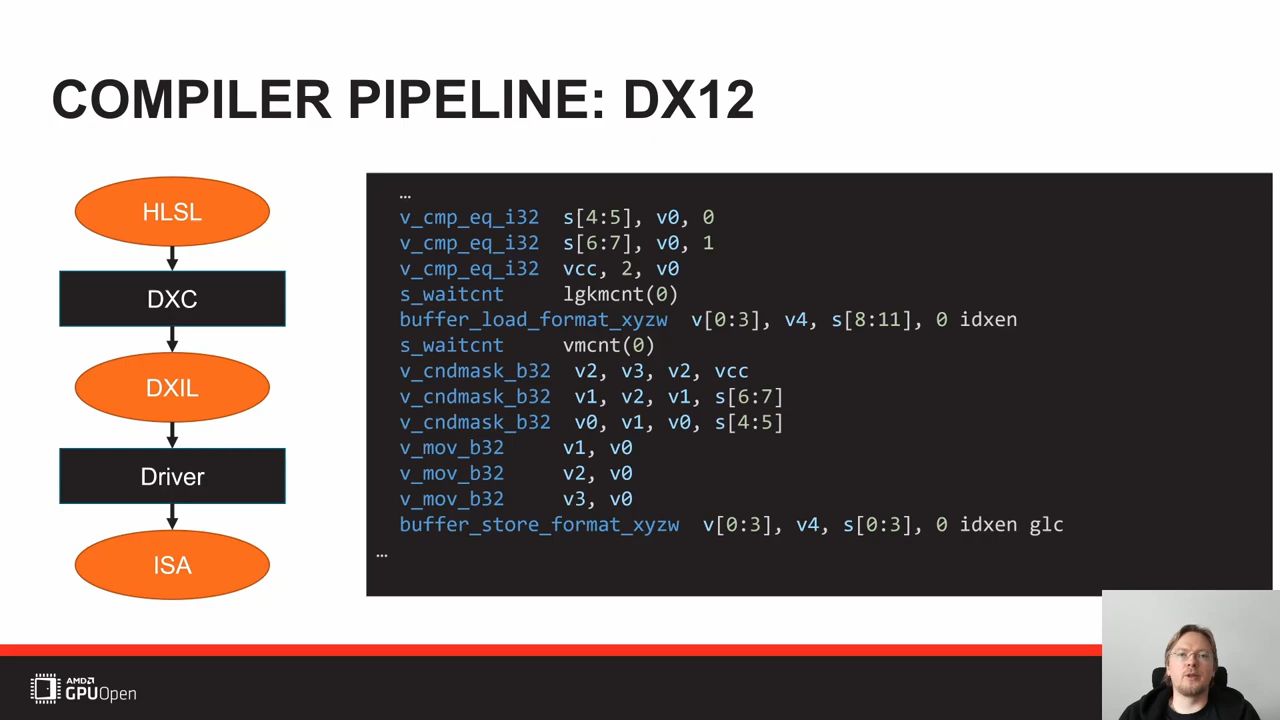 COMPILER PIPELINE: DX12
HLSL
DXC
DXIL
Driver
ISA
…
v_cmp_eq_i32 s[4:5], v0, 0
v_cmp_eq_i32 s[6:7], v0, 1
v_cmp_eq_i32 vcc, 2, v0
s_waitcnt lgkmcnt(0)
buffer_load_format_xyzw v[0:3], v4, s[8:11], 0 idxen
s_waitcnt vmcnt(0)
v_cndmask_b32 v2, v3, v2, vcc
v_cndmask_b32 v1, v2, v1, s[6:7]
v_cndmask_b32 v0, v1, v0, s[4:5]
v_mov_b32 v1, v0
v_mov_b32 v2, v0
v_mov_b32 v3, v0
buffer_store_format_xyzw v[0:3], v4, s[0:3], 0 idxen glc
…
AMD
GPUOpen